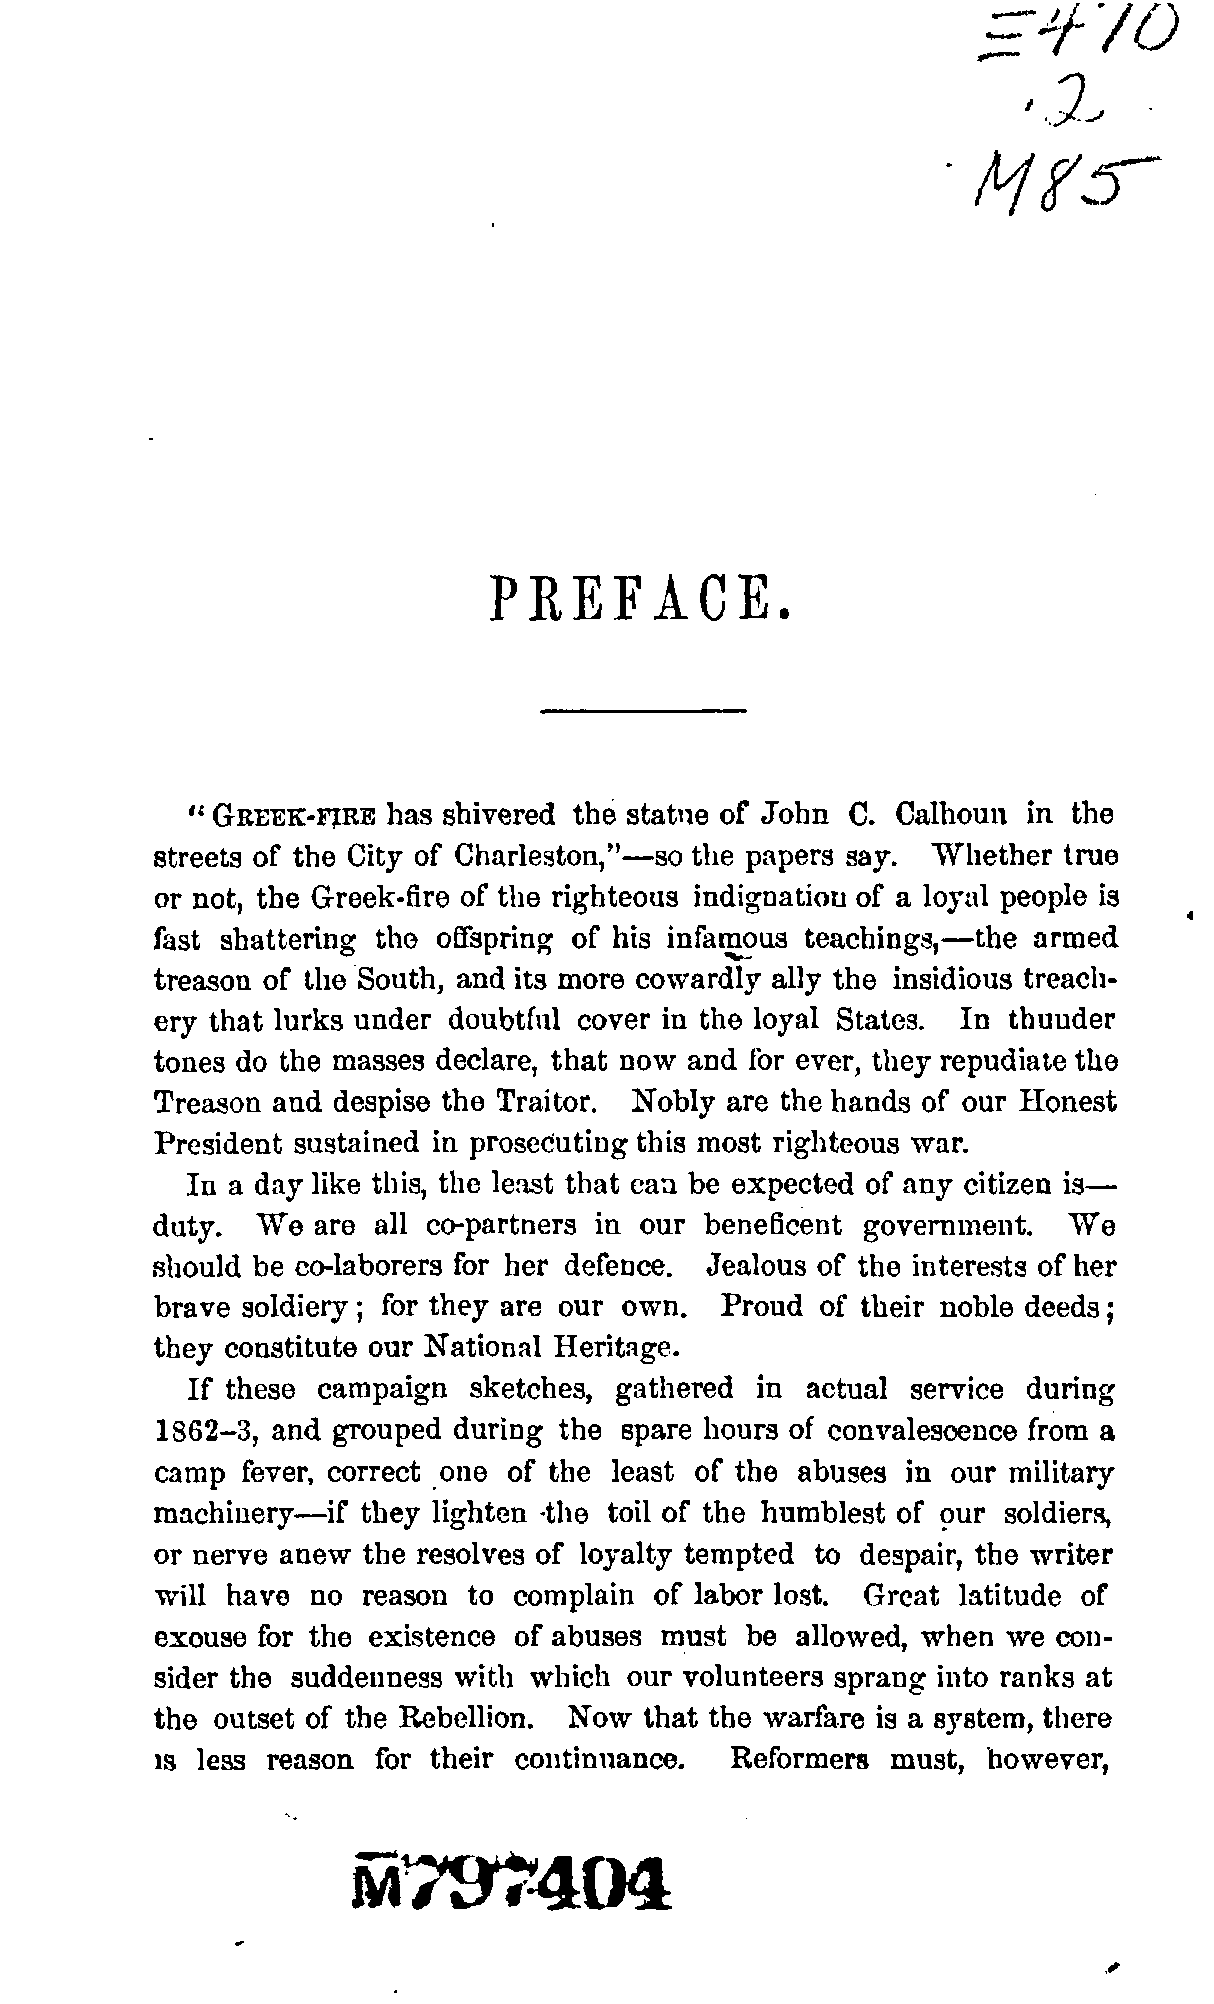 E470
.2
M85
PREFACE.
"GREEK-FIRE has shivered the statue of John C. Calhoun in the
streets of the City of Charleston,"—so the papers say. Whether true
or not, the Greek-fire of the righteous indignation of a loyal people is
fast shattering the offspring of his infamous teachings,—the armed
treason of the South, and its more cowardly ally the insidious treach-
ery that lurks under doubtful cover in the loyal States. In thunder
tones do the masses declare, that now and for ever, they repudiate the
Treason and despise the Traitor. Nobly are the hands of our Honest
President sustained in prosecuting this most righteous war.
In a day like this, the least that can be expected of any citizen is—
duty. We are all co-partners in our beneficent government. We
should be co-laborers for her defence. Jealous of the interests of her
brave soldiery; for they are our own. Proud of their noble deeds;
they constitute our National Heritage.
If these campaign sketches, gathered in actual service during
1862-3, and grouped during the spare hours of convalescence from a
camp fever, correct one of the least of the abuses in our military
machinery—if they lighten the toil of the humblest of our soldiers,
or nerve anew the resolves of loyalty tempted to despair, the writer
will have no reason to complain of labor lost. Great latitude of
excuse for the existence of abuses must be allowed, when we con-
sider the suddenness with which our volunteers sprang into ranks at
the outset of the Rebellion. Now that the warfare is a system, there
is less reason for their continuance. Reformers must, however,
M797404